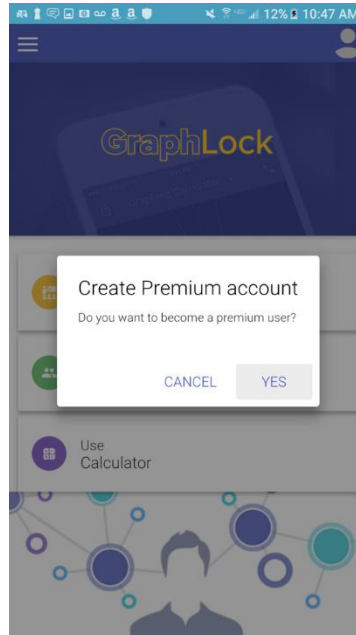 12% 10:47 AM
GraphLock
Create Premium account
Do you want to become a premium user?
CANCEL YES
Use
Calculator